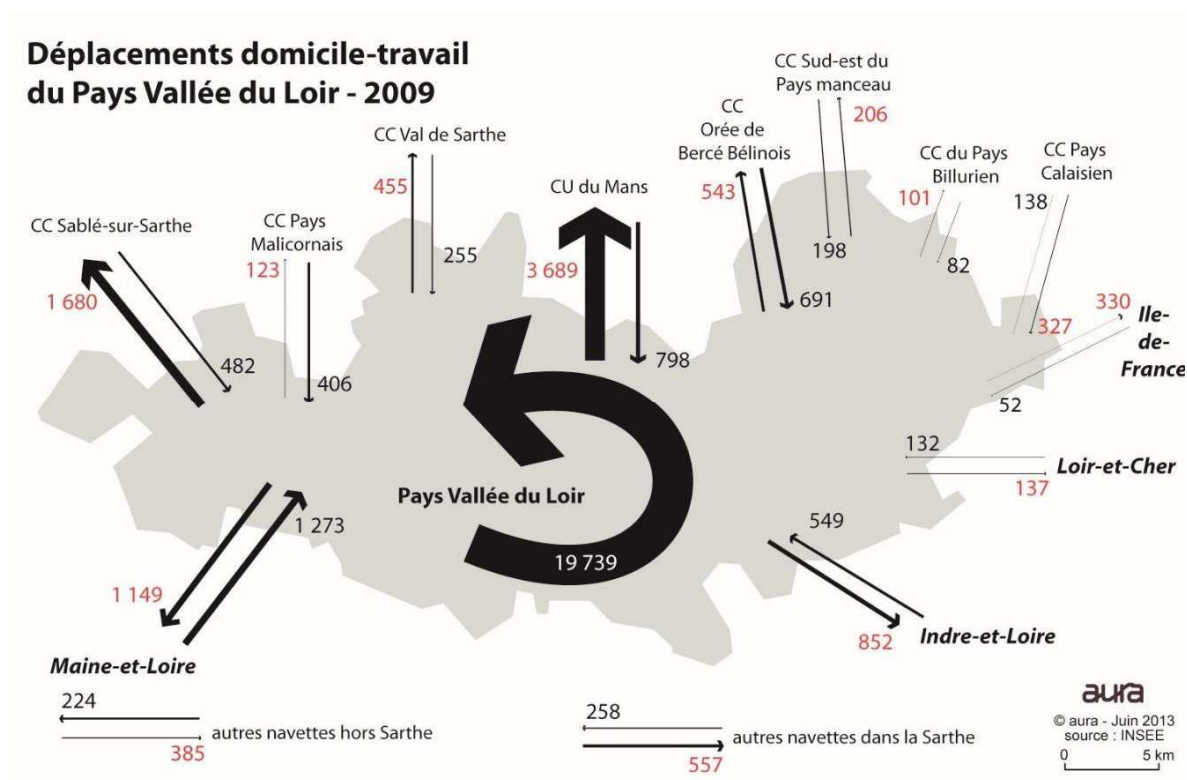 Déplacements domicile-travail
du Pays Vallée du Loir - 2009
CC Sud-est du
Pays manceau
206
198
CC
Orée de
Bercé Bélinois
543
691
CC Val de Sarthe
455
255
CU du Mans
3 689
798
CC du Pays
Billurien
101
82
CC Pays
Calaisien
138
327
CC Sablé-sur-Sarthe
1 680
482
CC Pays
Malicornais
123
406
330
Ile-
de-
France
52
132
Loir-et-Cher
137
Pays Vallée du Loir
19 739
1 273
1 149
Maine-et-Loire
549
852
Indre-et-Loire
224
autres navettes hors Sarthe
385
258
autres navettes dans la Sarthe
557
aura
© aura - Juin 2013
source : INSEE
0 5 km